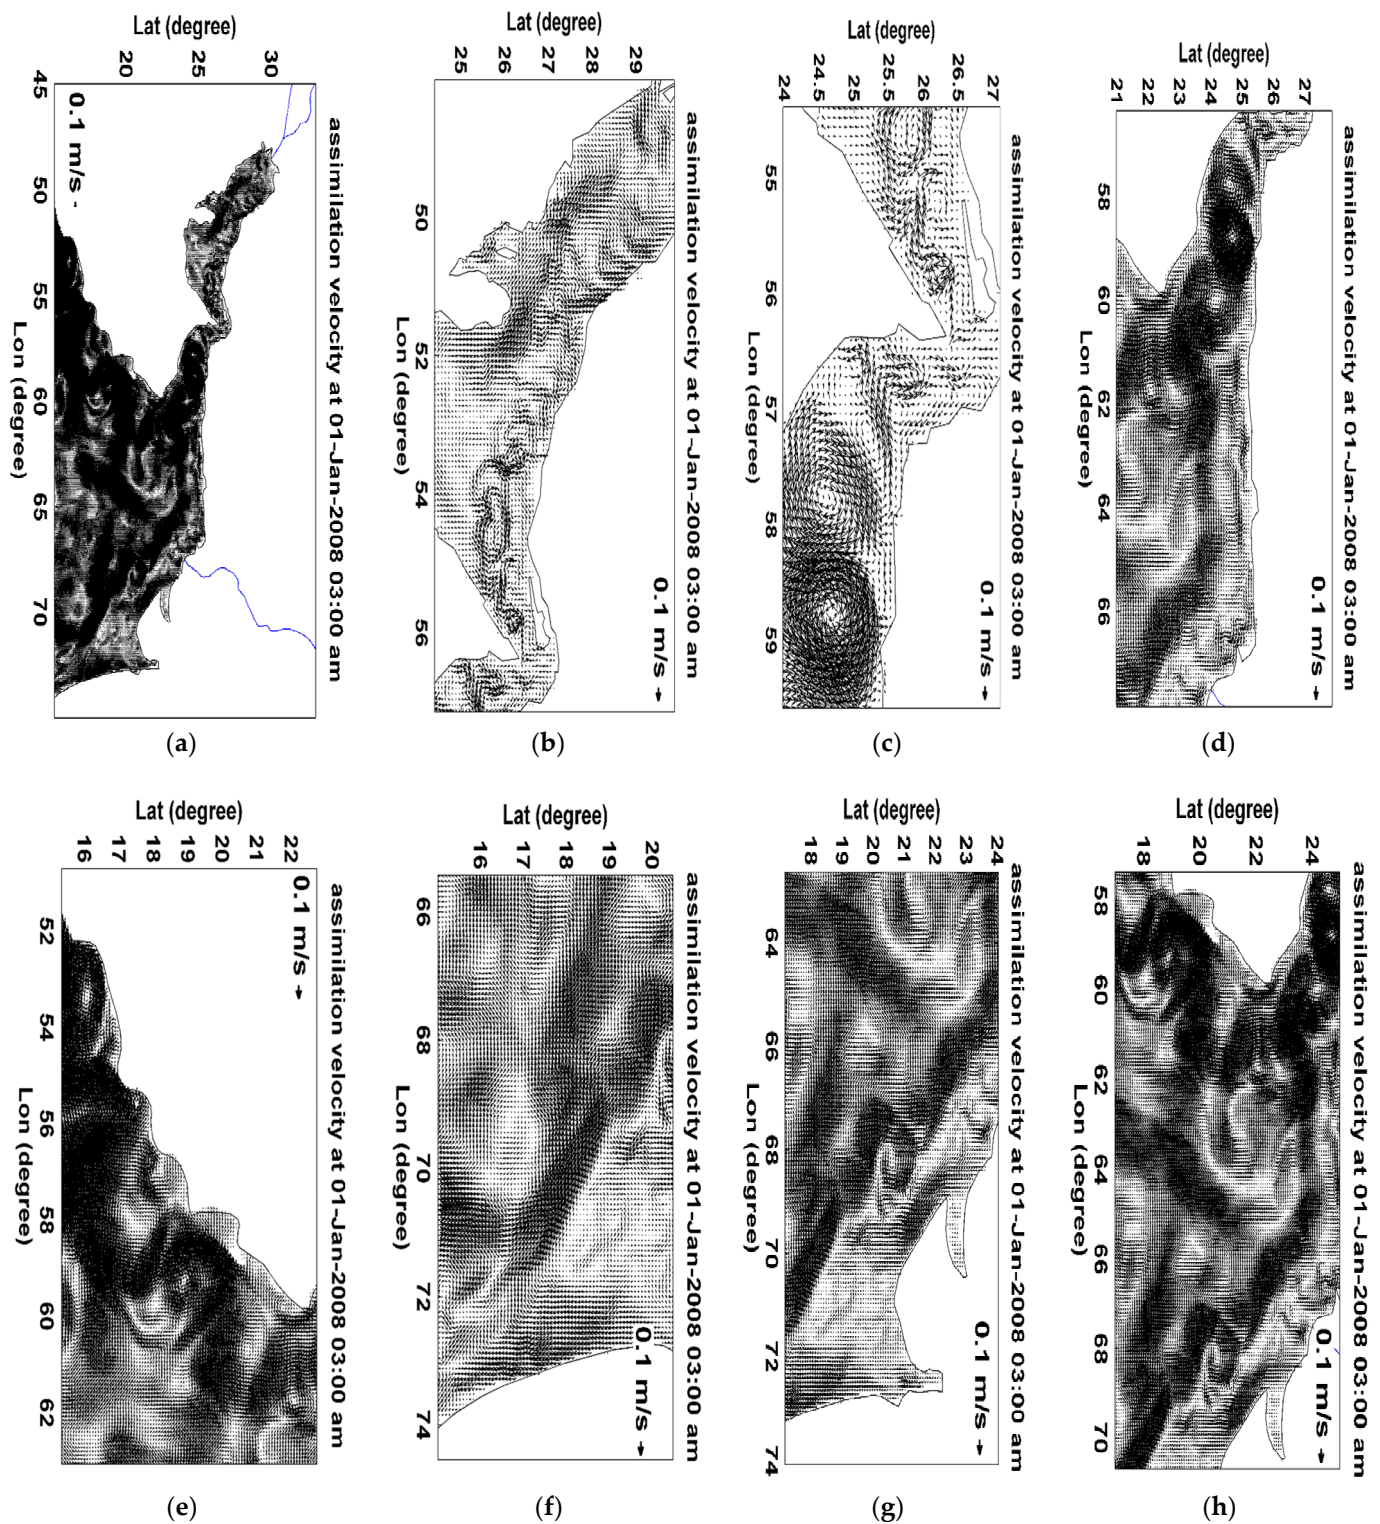 Lat (degree)
20 25 30
45 50 55 60 65 70
Lon (degree)
0.1 m/s
assimilation velocity at 01-Jan-2008 03:00 am
(a)
Lat (degree)
25 26 27 28 29
50 52 54 56
Lon (degree)
0.1 m/s
assimilation velocity at 01-Jan-2008 03:00 am
(b)
Lat (degree)
24 24.5 25 25.5 26 26.5 27
55 56 57 58 59
Lon (degree)
0.1 m/s
assimilation velocity at 01-Jan-2008 03:00 am
(c)
Lat (degree)
21 22 23 24 25 26 27
58 60 62 64 66
Lon (degree)
0.1 m/s
assimilation velocity at 01-Jan-2008 03:00 am
(d)
Lat (degree)
16 17 18 19 20 21 22
52 54 56 58 60 62
Lon (degree)
0.1 m/s
assimilation velocity at 01-Jan-2008 03:00 am
(e)
Lat (degree)
16 17 18 19 20
66 68 70 72 74
Lon (degree)
0.1 m/s
assimilation velocity at 01-Jan-2008 03:00 am
(f)
Lat (degree)
18 19 20 21 22 23 24
64 66 68 70 72 74
Lon (degree)
0.1 m/s
assimilation velocity at 01-Jan-2008 03:00 am
(g)
Lat (degree)
18 20 22 24
58 60 62 64 66 68 70
Lon (degree)
0.1 m/s
assimilation velocity at 01-Jan-2008 03:00 am
(h)